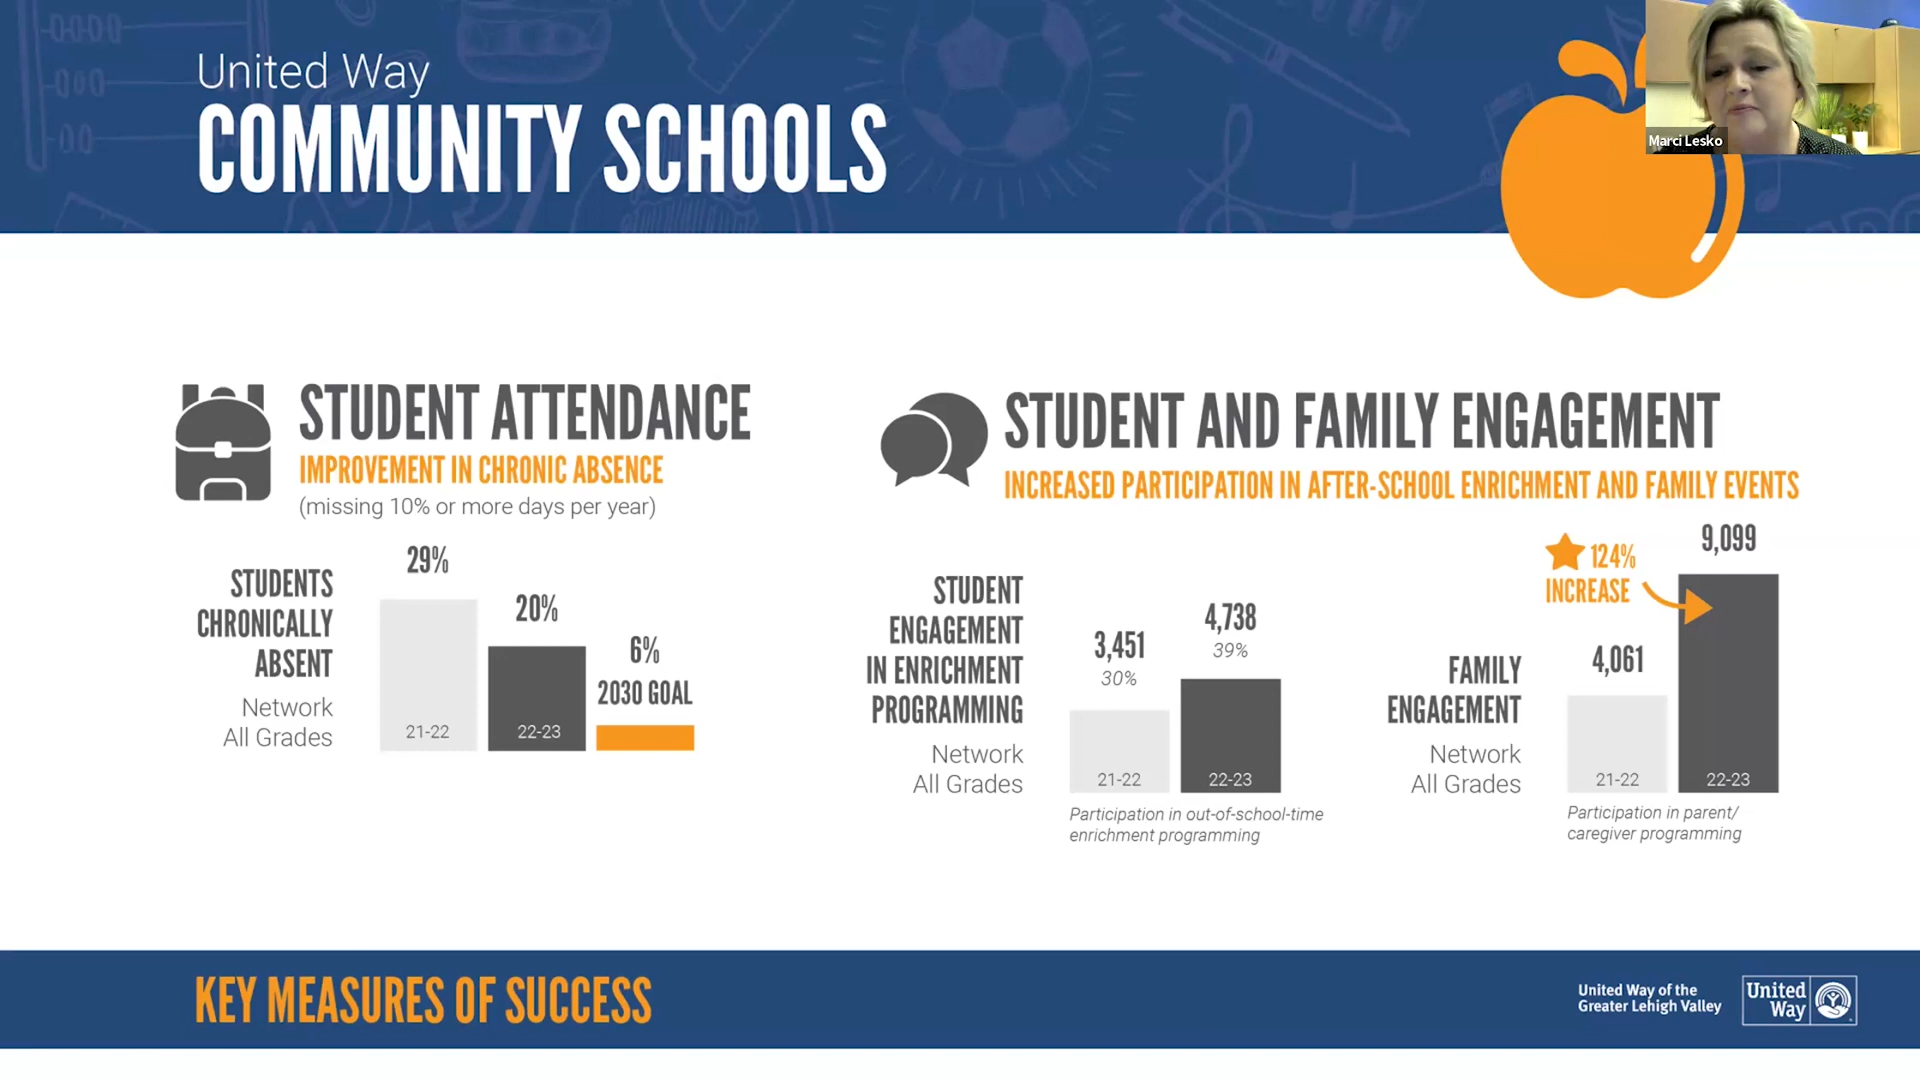 United Way
COMMUNITY SCHOOLS
Marci Lesko
STUDENT ATTENDANCE
IMPROVEMENT IN CHRONIC ABSENCE
(missing 10% or more days per year)
STUDENTS
CHRONICALLY
ABSENT
Network
All Grades
29%
21-22
20%
22-23
6%
2030 GOAL
STUDENT AND FAMILY ENGAGEMENT
INCREASED PARTICIPATION IN AFTER-SCHOOL ENRICHMENT AND FAMILY EVENTS
STUDENT
ENGAGEMENT
IN ENRICHMENT
PROGRAMMING
Network
All Grades
3,451
30%
21-22
4,738
39%
22-23
Participation in out-of-school-time
enrichment programming
FAMILY
ENGAGEMENT
Network
All Grades
4,061
21-22
124%
INCREASE
9,099
22-23
Participation in parent/
caregiver programming
KEY MEASURES OF SUCCESS
United Way of the
Greater Lehigh Valley
United
Way